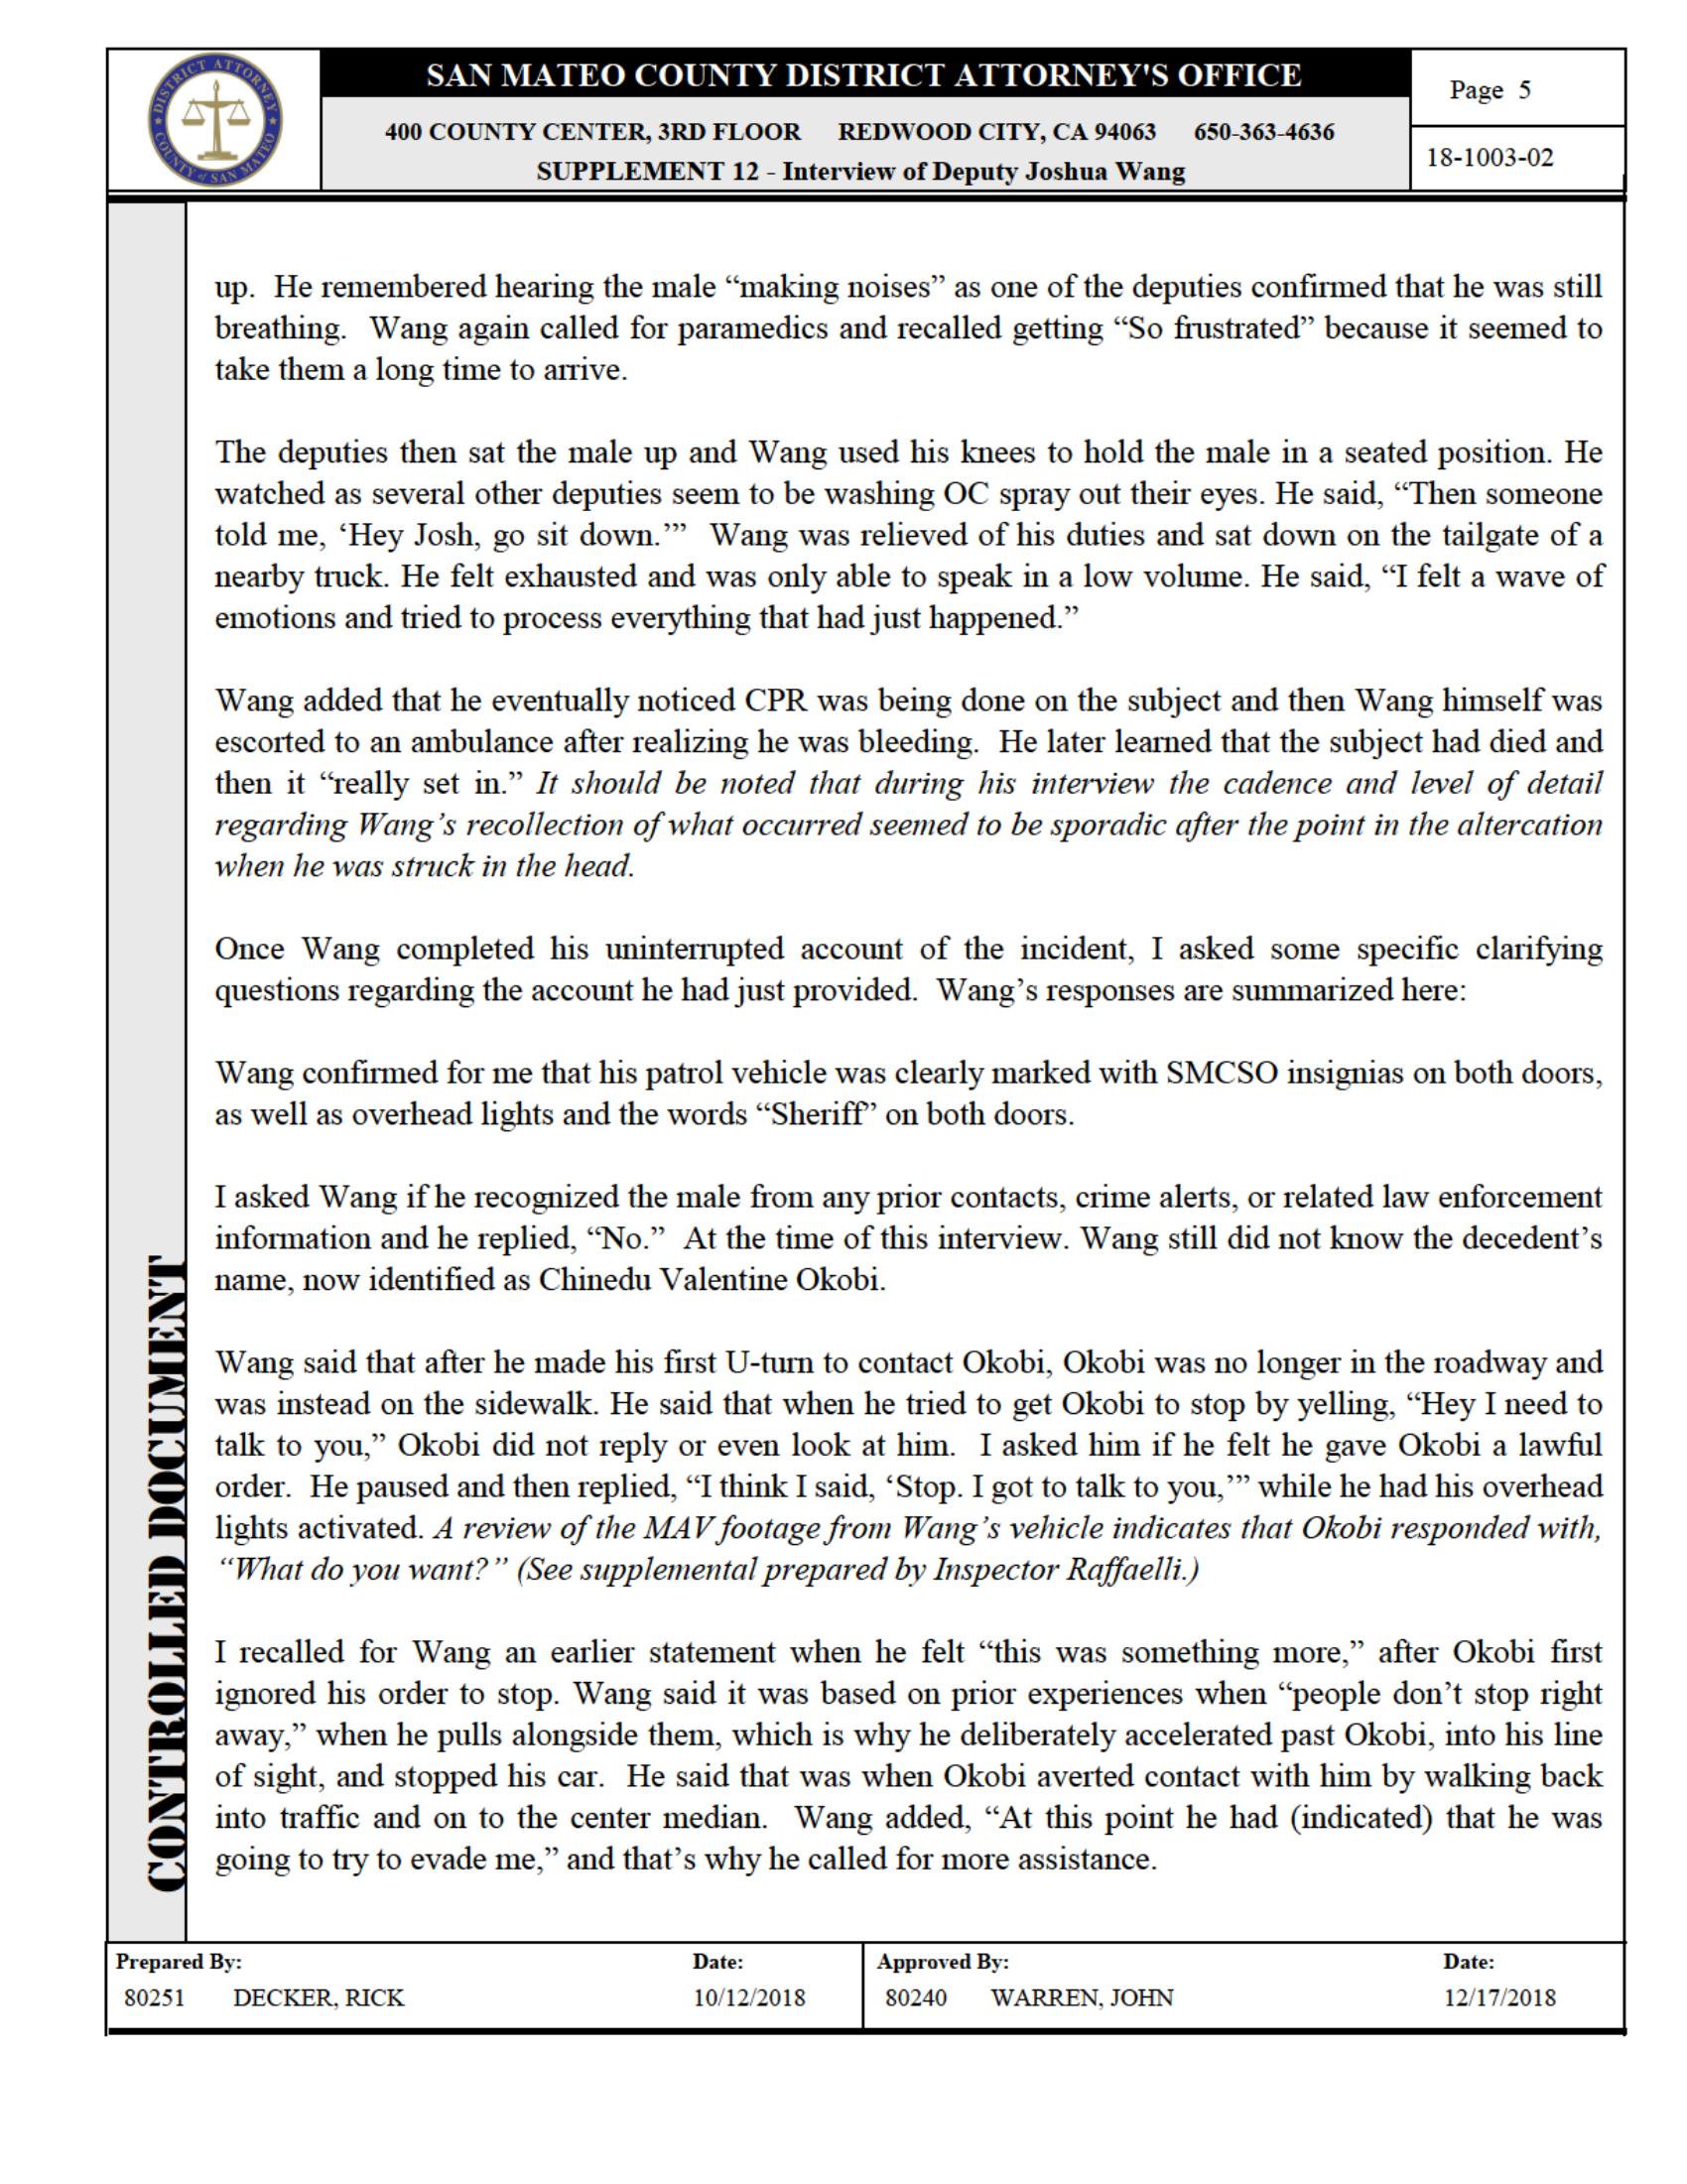 DISTRICT ATTORNEY
COUNTY of SAN MATEO
SAN MATEO COUNTY DISTRICT ATTORNEY'S OFFICE
400 COUNTY CENTER, 3RD FLOOR REDWOOD CITY, CA 94063 650-363-4636
SUPPLEMENT 12 - Interview of Deputy Joshua Wang
Page 5
18-1003-02
up. He remembered hearing the male “making noises” as one of the deputies confirmed that he was still
breathing. Wang again called for paramedics and recalled getting “So frustrated” because it seemed to
take them a long time to arrive.
The deputies then sat the male up and Wang used his knees to hold the male in a seated position. He
watched as several other deputies seem to be washing OC spray out their eyes. He said, “Then someone
told me, ‘Hey Josh, go sit down.’” Wang was relieved of his duties and sat down on the tailgate of a
nearby truck. He felt exhausted and was only able to speak in a low volume. He said, “I felt a wave of
emotions and tried to process everything that had just happened.”
Wang added that he eventually noticed CPR was being done on the subject and then Wang himself was
escorted to an ambulance after realizing he was bleeding. He later learned that the subject had died and
then it “really set in.” It should be noted that during his interview the cadence and level of detail
regarding Wang’s recollection of what occurred seemed to be sporadic after the point in the altercation
when he was struck in the head.
Once Wang completed his uninterrupted account of the incident, I asked some specific clarifying
questions regarding the account he had just provided. Wang’s responses are summarized here:
Wang confirmed for me that his patrol vehicle was clearly marked with SMCSO insignias on both doors,
as well as overhead lights and the words “Sheriff” on both doors.
I asked Wang if he recognized the male from any prior contacts, crime alerts, or related law enforcement
information and he replied, “No.” At the time of this interview. Wang still did not know the decedent’s
name, now identified as Chinedu Valentine Okobi.
Wang said that after he made his first U-turn to contact Okobi, Okobi was no longer in the roadway and
was instead on the sidewalk. He said that when he tried to get Okobi to stop by yelling, “Hey I need to
talk to you,” Okobi did not reply or even look at him. I asked him if he felt he gave Okobi a lawful
order. He paused and then replied, “I think I said, ‘Stop. I got to talk to you,’” while he had his overhead
lights activated. A review of the MAV footage from Wang’s vehicle indicates that Okobi responded with,
“What do you want?” (See supplemental prepared by Inspector Raffaelli.)
I recalled for Wang an earlier statement when he felt “this was something more,” after Okobi first
ignored his order to stop. Wang said it was based on prior experiences when “people don’t stop right
away,” when he pulls alongside them, which is why he deliberately accelerated past Okobi, into his line
of sight, and stopped his car. He said that was when Okobi averted contact with him by walking back
into traffic and on to the center median. Wang added, “At this point he had (indicated) that he was
going to try to evade me,” and that’s why he called for more assistance.
CONTROLLED DOCUMENT
Prepared By: Date: Approved By: Date:
80251 DECKER, RICK 10/12/2018 80240 WARREN, JOHN 12/17/2018